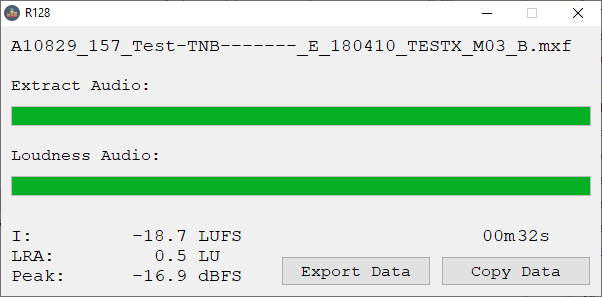 R128
A10829_157_Test-TNB-------_E_180410_TESTX_M03_B.mxf
Extract Audio:
Loudness Audio:
I: -18.7 LUFS 00m32s
LRA: 0.5 LU
Peak: -16.9 dBFS
Export Data Copy Data